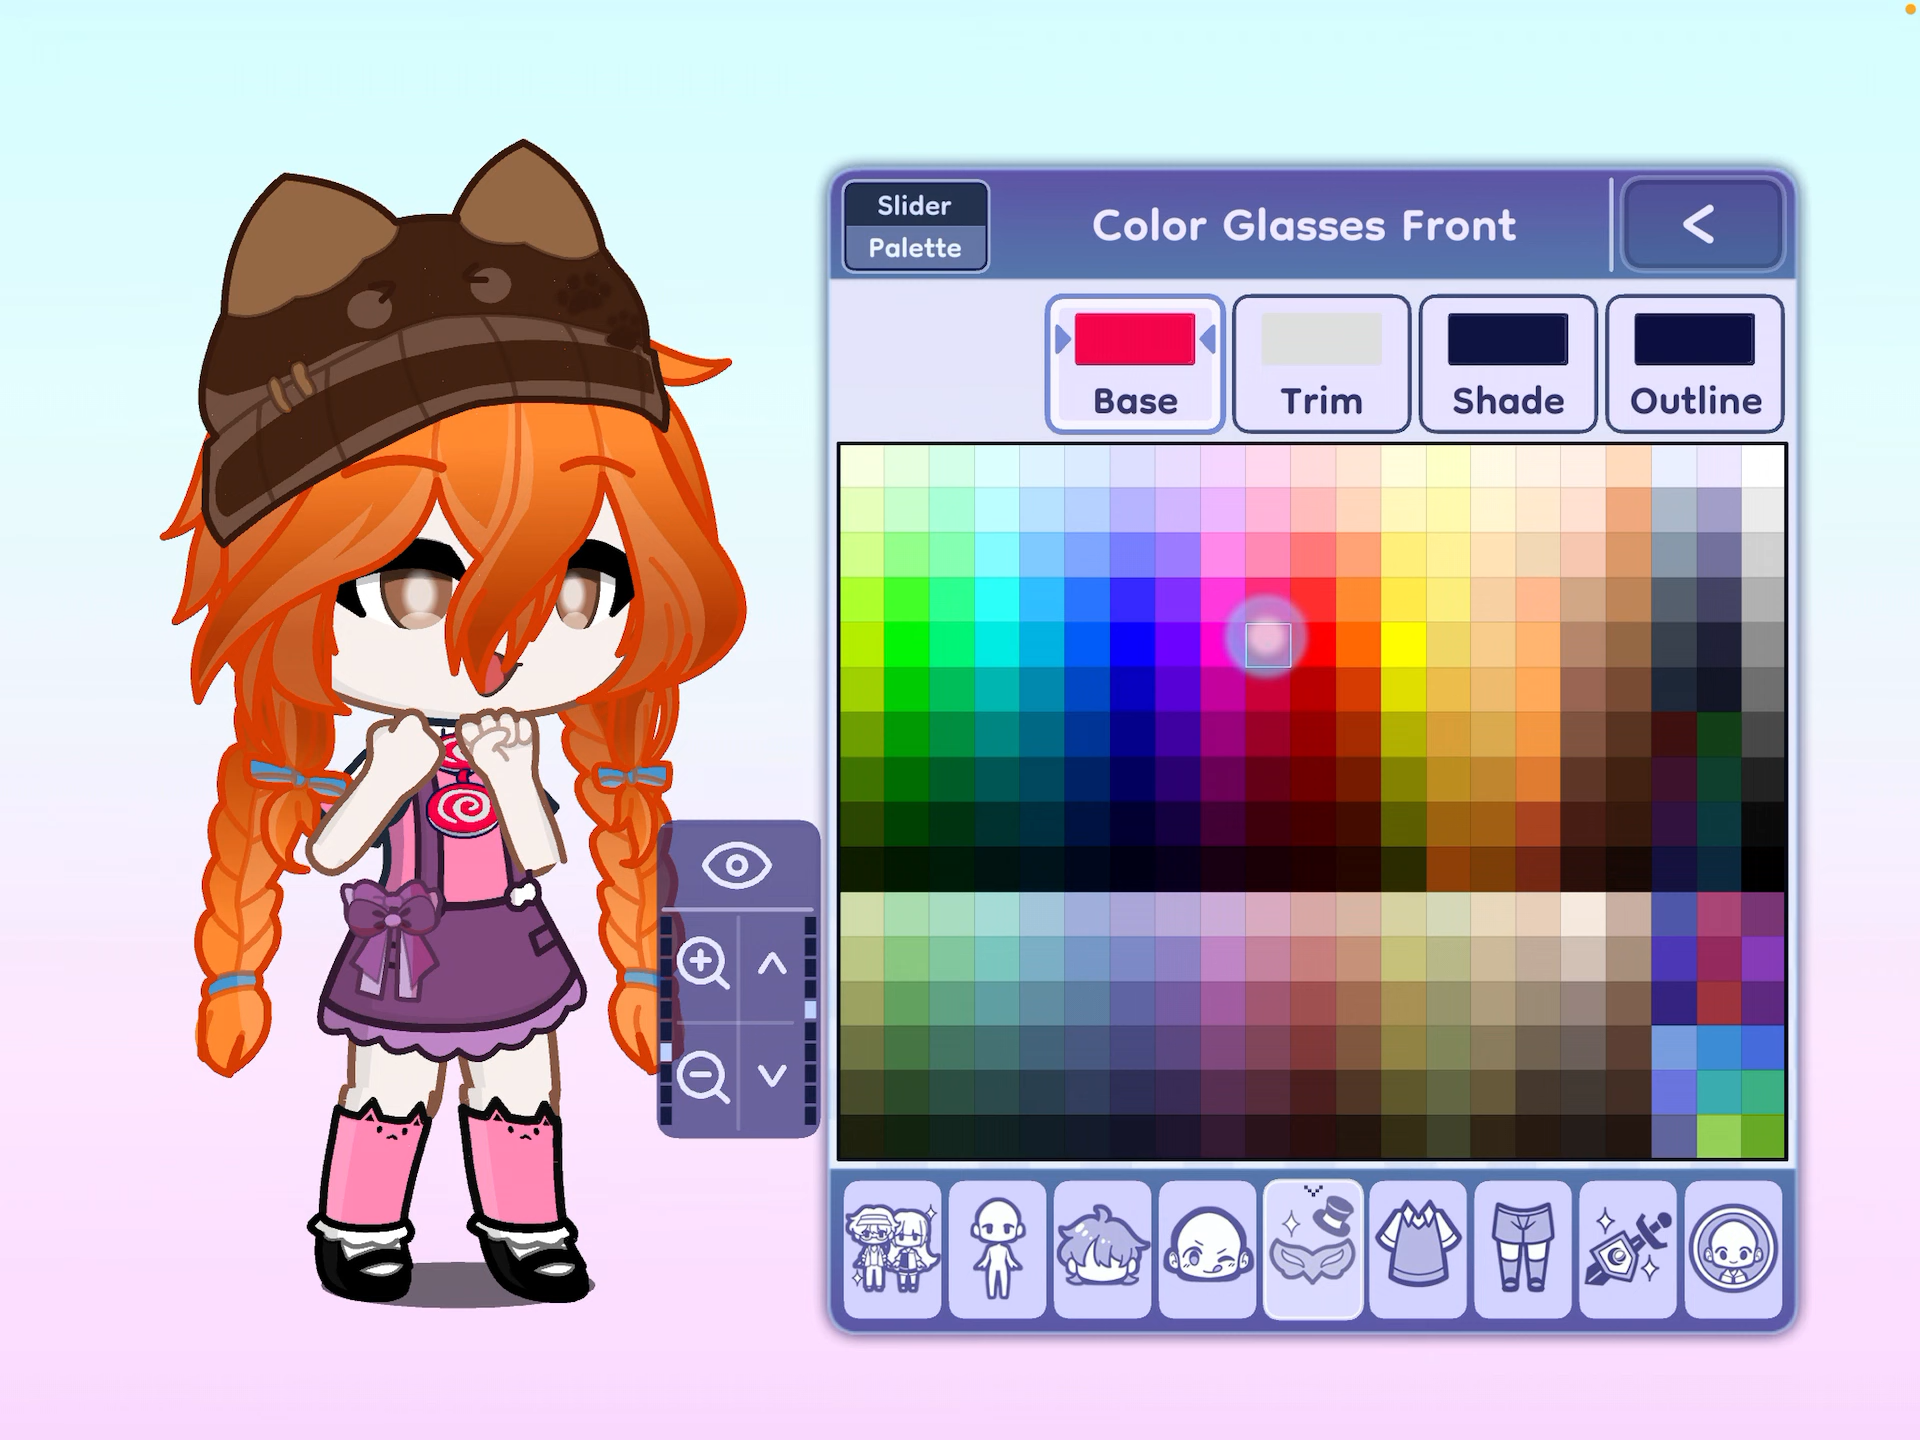 Slider
Palette
Color Glasses Front
Base
Trim
Shade
Outline